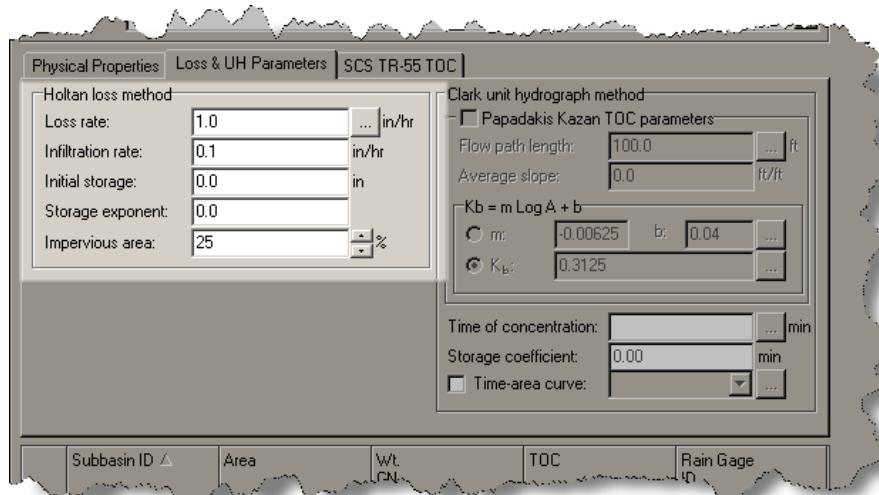 Physical Properties Loss & UH Parameters SCS TR-55 TOC
Holtan loss method
Loss rate: 1.0 ... in/hr
Infiltration rate: 0.1 in/hr
Initial storage: 0.0 in
Storage exponent: 0.0
Impervious area: 25 %
Clark unit hydrograph method
Papadakis Kazan TOC parameters
Flow path length: 100.0 ... ft
Average slope: 0.0 ft/ft
Kb = m Log A + b
m: -0.00625 b: 0.04 ...
Kb: 0.3125 ...
Time of concentration: ... min
Storage coefficient: 0.00 min
Time-area curve: ...
Subbasin ID Area Wt. TOC Rain Gage
CN ID